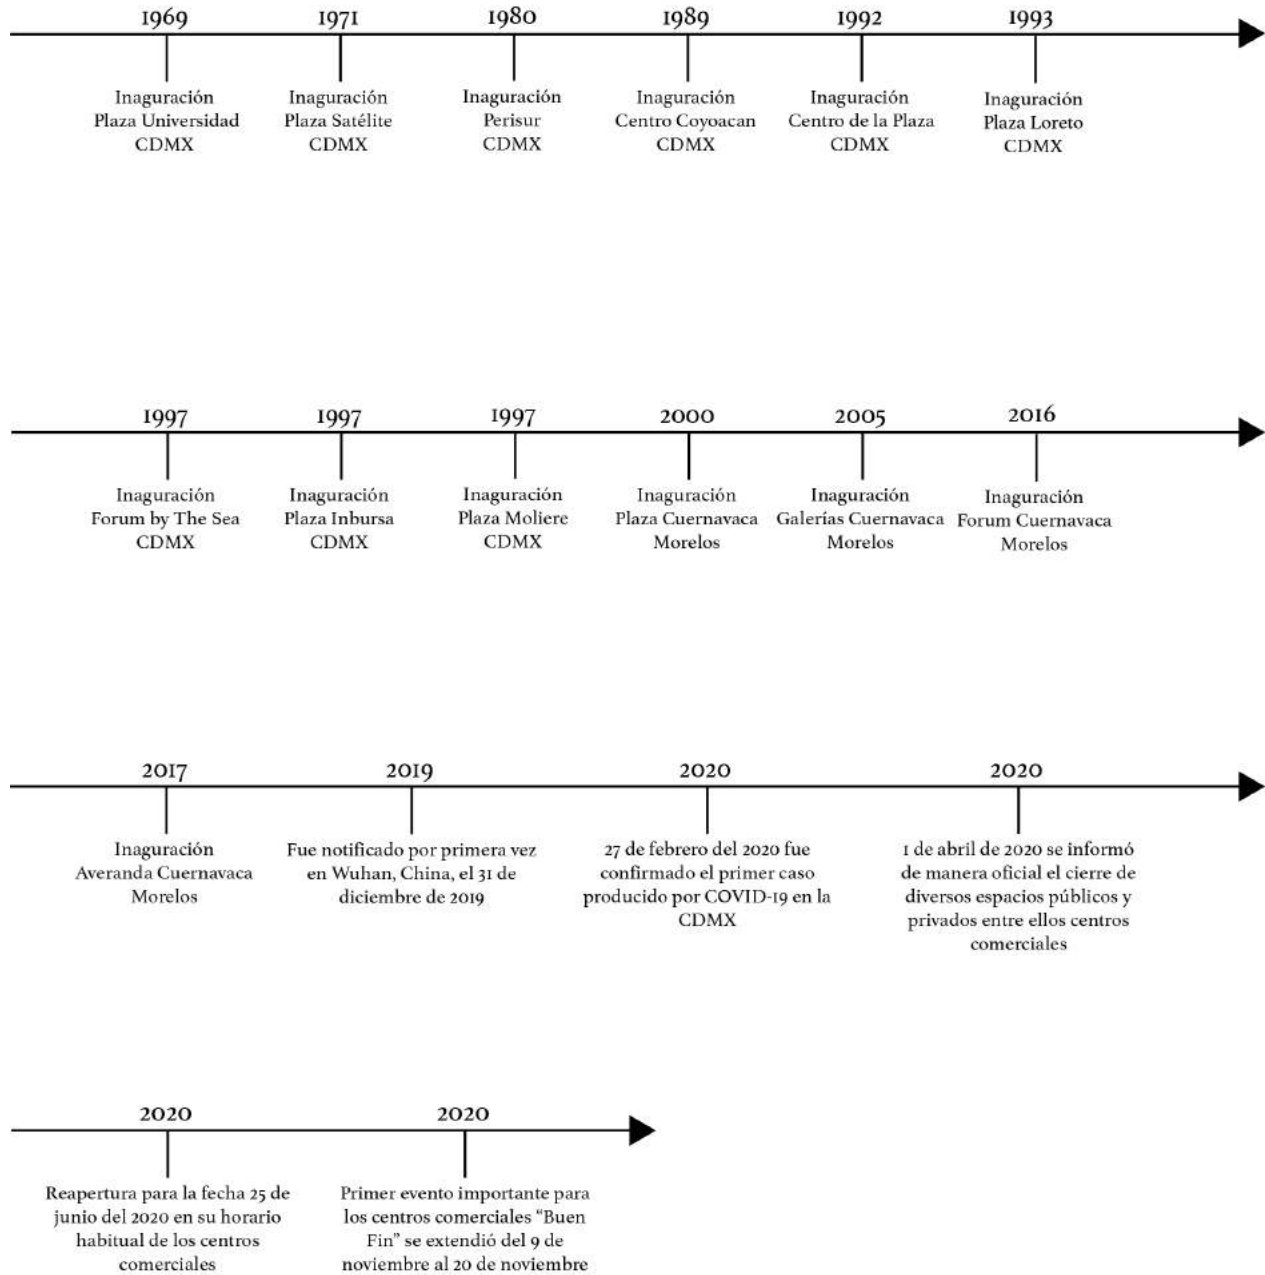 1969
1971
1980
1989
1992
1993
Inaguración
Plaza Universidad
CDMX
Inaguración
Plaza Satélite
CDMX
Inaguración
Perisur
CDMX
Inaguración
Centro Coyoacan
CDMX
Inaguración
Centro de la Plaza
CDMX
Inaguración
Plaza Loreto
CDMX
1997
1997
1997
2000
2005
2016
Inaguración
Forum by The Sea
CDMX
Inaguración
Plaza Inbursa
CDMX
Inaguración
Plaza Moliere
CDMX
Inaguración
Plaza Cuernavaca
Morelos
Inaguración
Galerías Cuernavaca
Morelos
Inaguración
Forum Cuernavaca
Morelos
2017
2019
2020
2020
Inaguración
Averanda Cuernavaca
Morelos
Fue notificado por primera vez
en Wuhan, China, el 31 de
diciembre de 2019
27 de febrero del 2020 fue
confirmado el primer caso
producido por COVID-19 en la
CDMX
1 de abril de 2020 se informó
de manera oficial el cierre de
diversos espacios públicos y
privados entre ellos centros
comerciales
2020
2020
Reapertura para la fecha 25 de
junio del 2020 en su horario
habitual de los centros
comerciales
Primer evento importante para
los centros comerciales “Buen
Fin” se extendió del 9 de
noviembre al 20 de noviembre